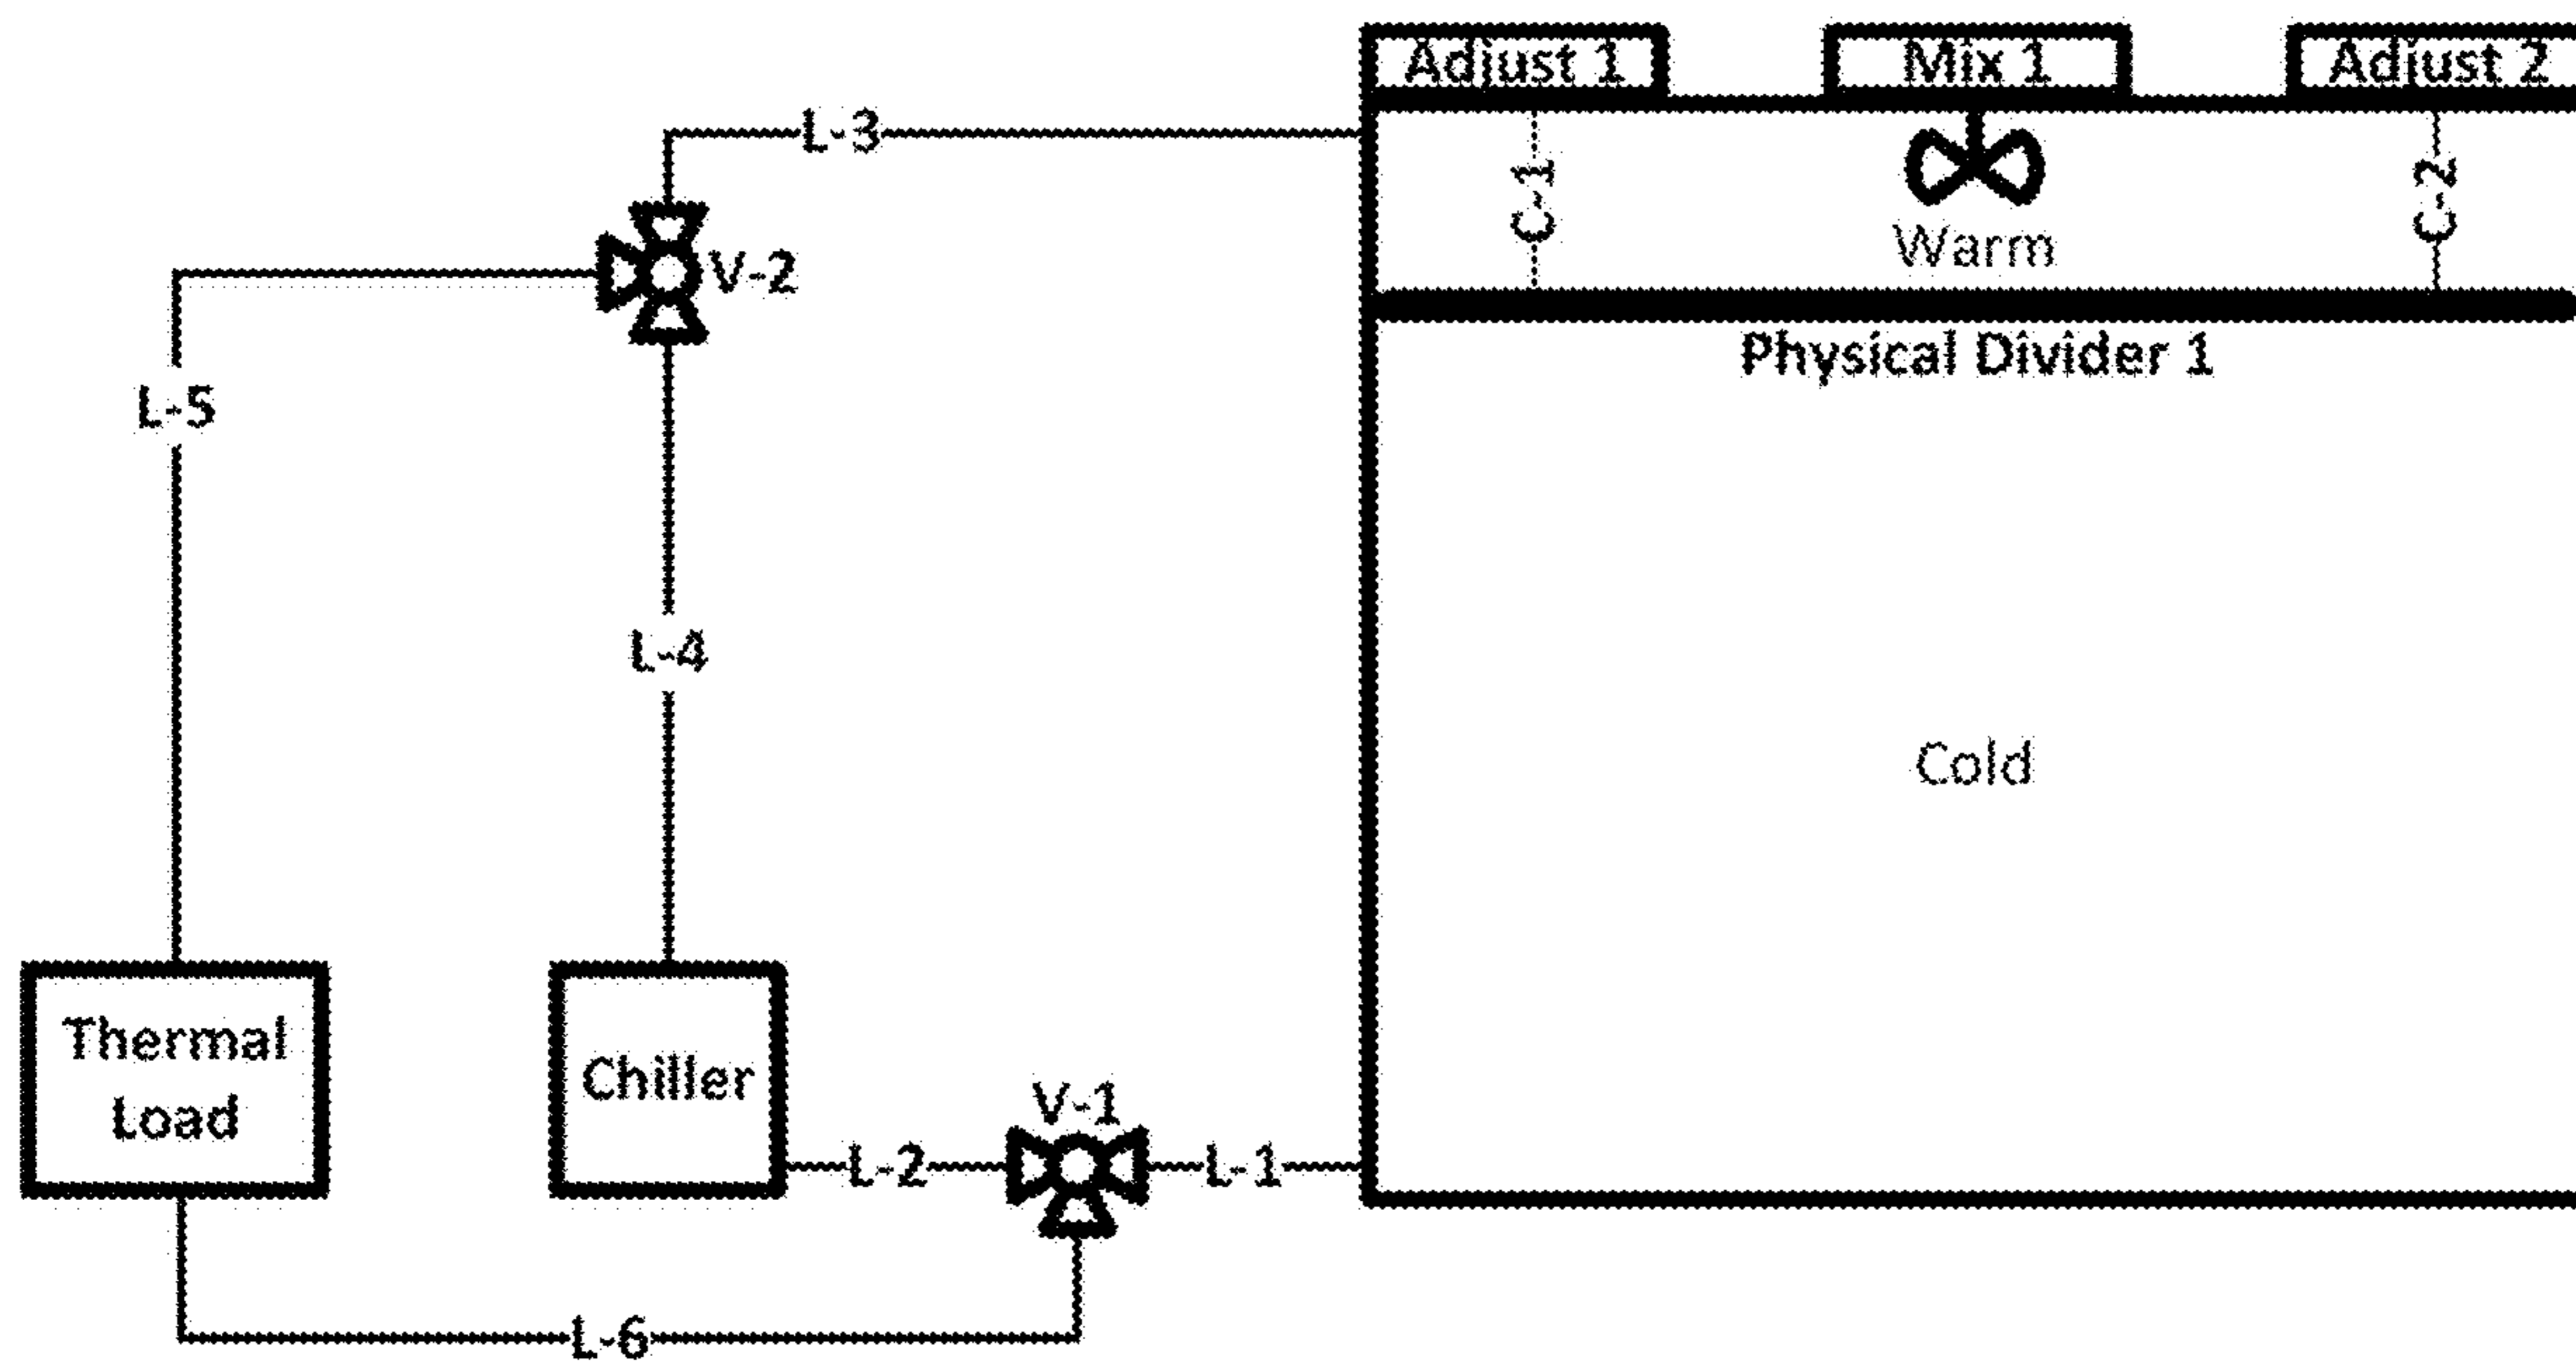 Adjust 1
Mix 1
Adjust 2
L-3
C-1
C-2
Warm
V-2
Physical Divider 1
L-5
L-4
Cold
Thermal
Load
Chiller
V-1
L-2
L-1
L-6